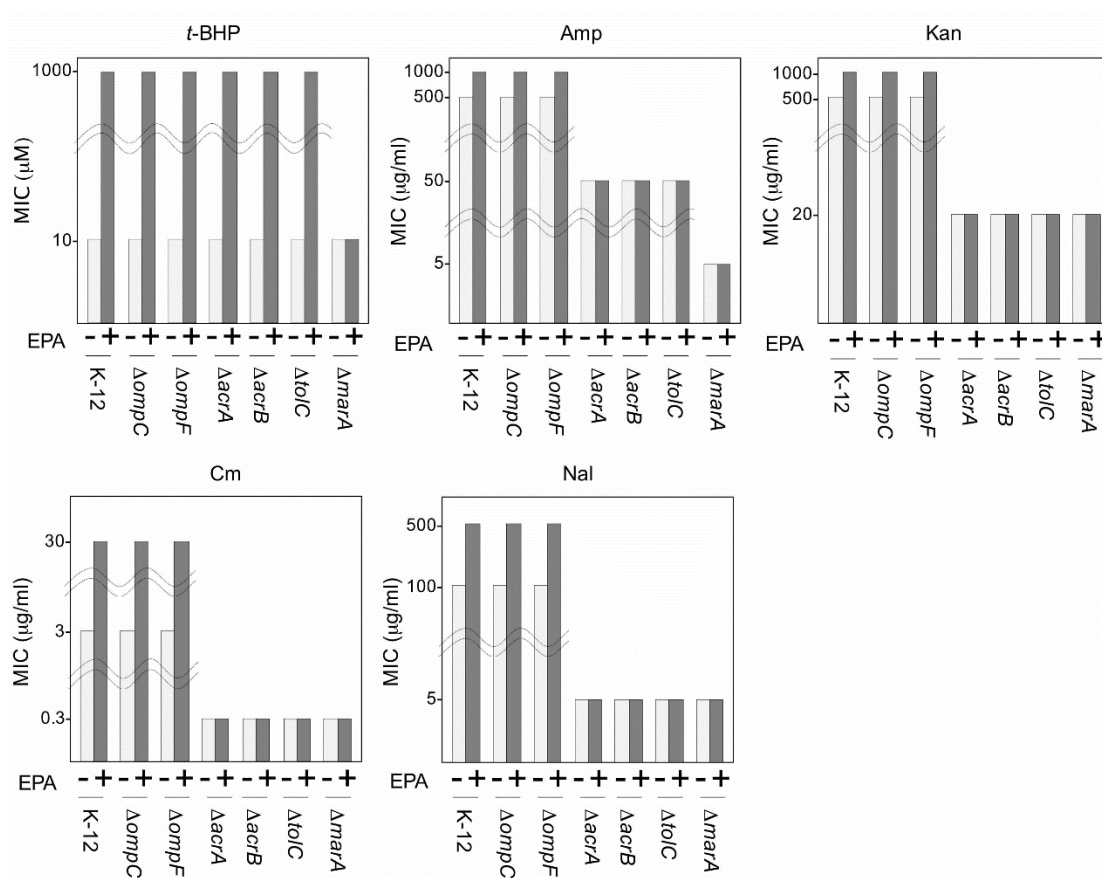 t-BHP
MIC (μM)
1000
10
EPA - + - + - + - + - + - + - +
K-12 ΔompC ΔompF ΔacrA ΔacrB ΔtolC ΔmarA
Amp
MIC (μg/ml)
1000
500
50
5
- + - + - + - + - + - + - +
K-12 ΔompC ΔompF ΔacrA ΔacrB ΔtolC ΔmarA
Kan
MIC (μg/ml)
1000
500
20
- + - + - + - + - + - + - +
K-12 ΔompC ΔompF ΔacrA ΔacrB ΔtolC ΔmarA
Cm
MIC (μg/ml)
30
3
0.3
EPA - + - + - + - + - + - + - +
K-12 ΔompC ΔompF ΔacrA ΔacrB ΔtolC ΔmarA
Nal
MIC (μg/ml)
500
100
5
- + - + - + - + - + - + - +
K-12 ΔompC ΔompF ΔacrA ΔacrB ΔtolC ΔmarA